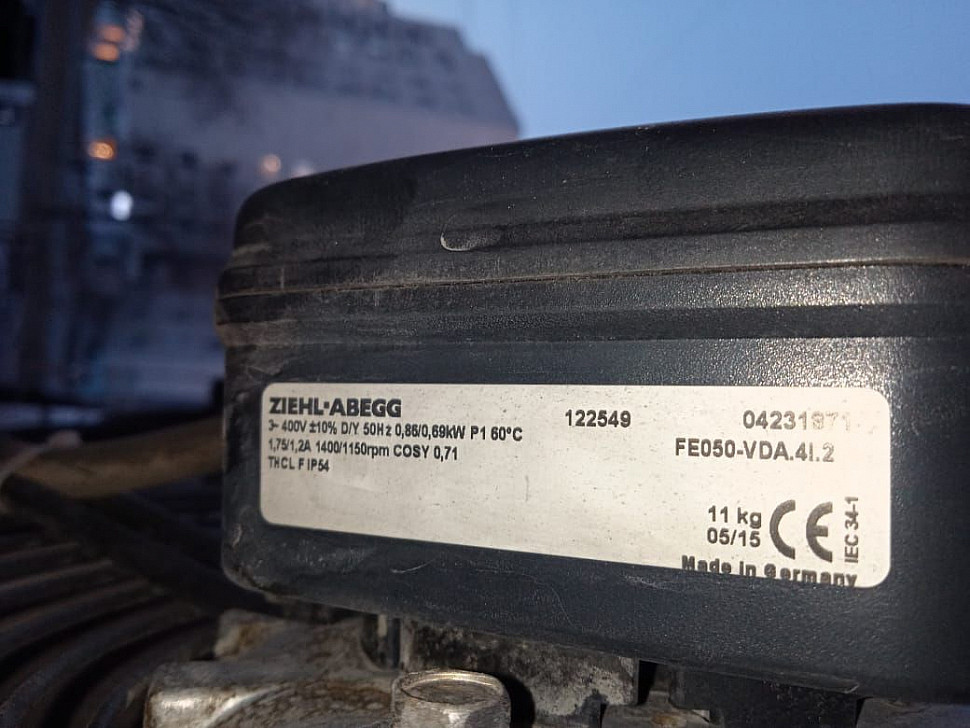 ZIEHL-ABEGG
3~ 400V ±10% D/Y 50Hz 0,86/0,69kW P1 60°C
1,75/1,2A 1400/1150rpm COSY 0,71
THCL F IP54
122549
04231871
FE050-VDA.4I.2
11 kg
05/15
CE
IEC 34-1
Made in Germany